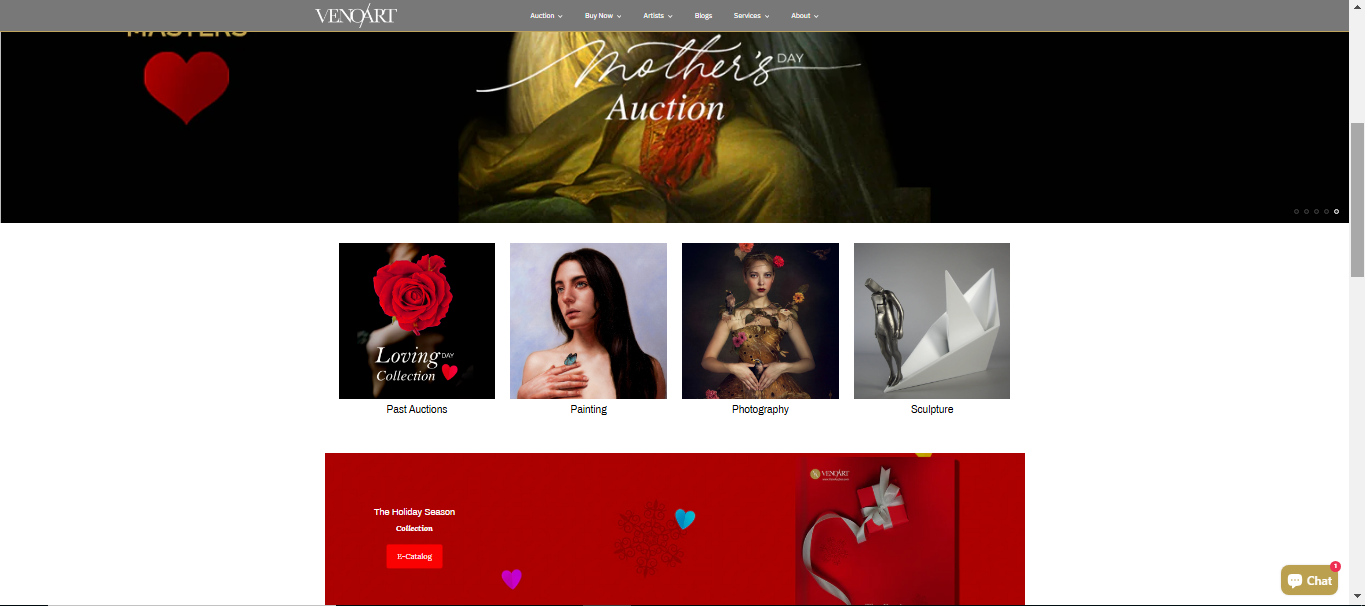 VENOART
Auction
Buy Now
Artists
Blogs
Services
About
MASTERS
mother's DAY
Auction
Loving DAY
Collection
Past Auctions
Painting
Photography
Sculpture
The Holiday Season
Collection
E-Catalog
VENOART
Chat
1